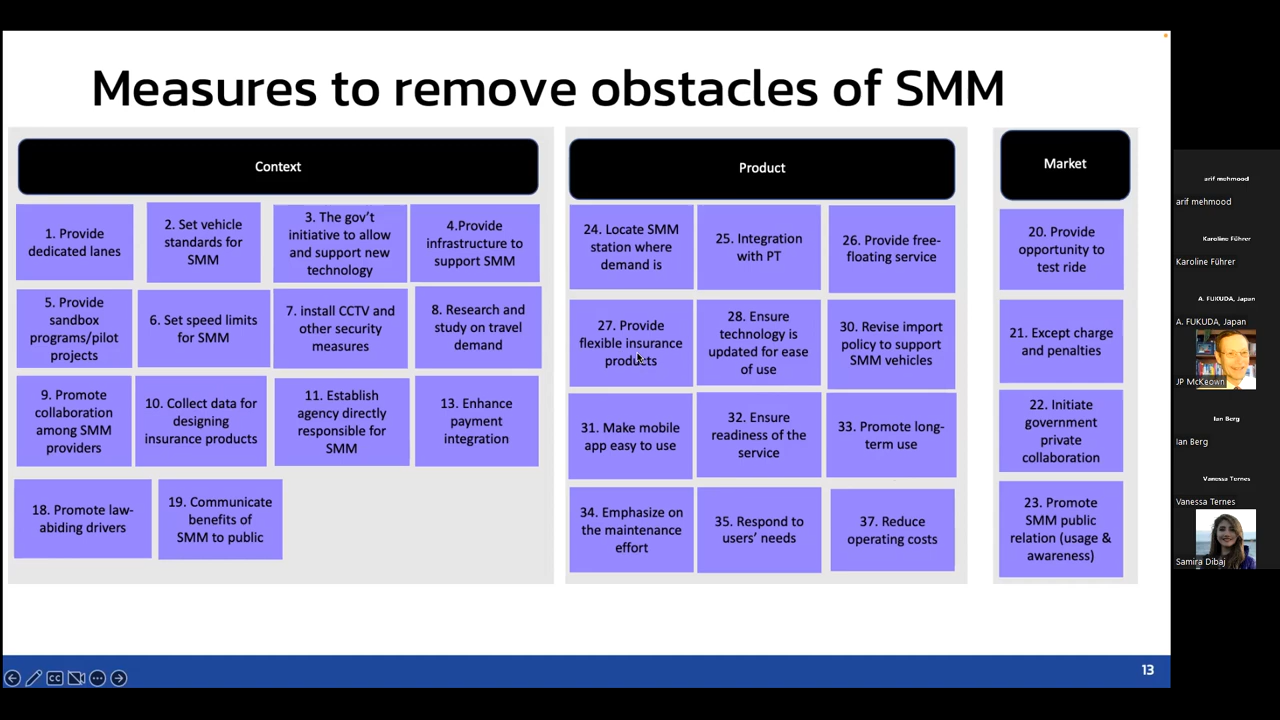 Measures to remove obstacles of SMM
Context
1. Provide
dedicated lanes
2. Set vehicle
standards for
SMM
3. The gov't
initiative to allow
and support new
technology
4.Provide
infrastructure to
support SMM
5. Provide
sandbox
programs/pilot
projects
6. Set speed limits
for SMM
7. install CCTV and
other security
measures
8. Research and
study on travel
demand
9. Promote
collaboration
among SMM
providers
10. Collect data for
designing
insurance products
11. Establish
agency directly
responsible for
SMM
13. Enhance
payment
integration
18. Promote law-
abiding drivers
19. Communicate
benefits of
SMM to public
Product
24. Locate SMM
station where
demand is
25. Integration
with PT
26. Provide free-
floating service
27. Provide
flexible insurance
products
28. Ensure
technology is
updated for ease
of use
30. Revise import
policy to support
SMM vehicles
31. Make mobile
app easy to use
32. Ensure
readiness of the
service
33. Promote long-
term use
34. Emphasize on
the maintenance
effort
35. Respond to
users' needs
37. Reduce
operating costs
Market
20. Provide
opportunity to
test ride
21. Except charge
and penalties
22. Initiate
government
private
collaboration
23. Promote
SMM public
relation (usage &
awareness)
13
CC
arif mehmood
arif mehmood
Karoline Führer
Karoline Führer
A. FUKUDA, Japan
A. FUKUDA, Japan
JP McKeown
Ian Berg
Ian Berg
Vanessa Ternes
Vanessa Ternes
Samira Dibaj